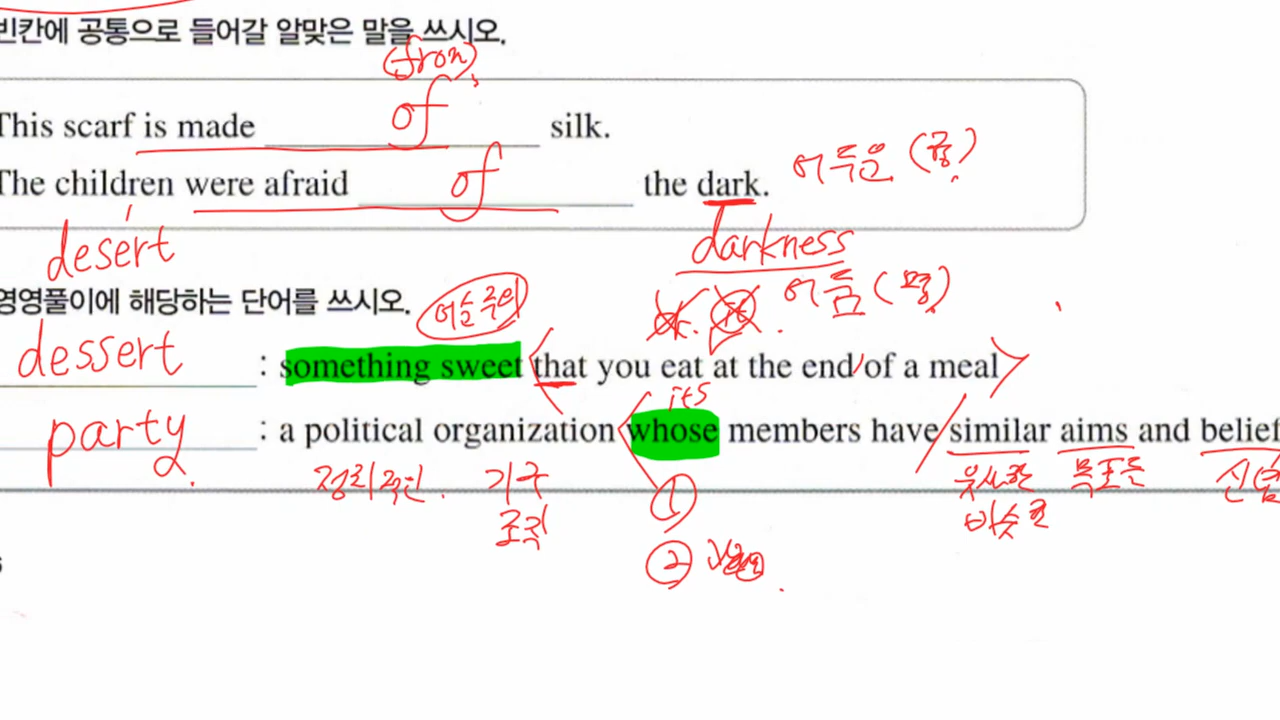 빈칸에 공통으로 들어갈 알맞은 말을 쓰시오.
(from)
This scarf is made of silk.
The children were afraid of the dark. 어두운 (형)
desert
darkness
어둠 (명)
영영풀이에 해당하는 단어를 쓰시오.
dessert : something sweet that you eat at the end of a meal
its
party : a political organization whose members have similar aims and belief
정치적인 기구 유사한 목표들 신념
조직 비슷한
①
②